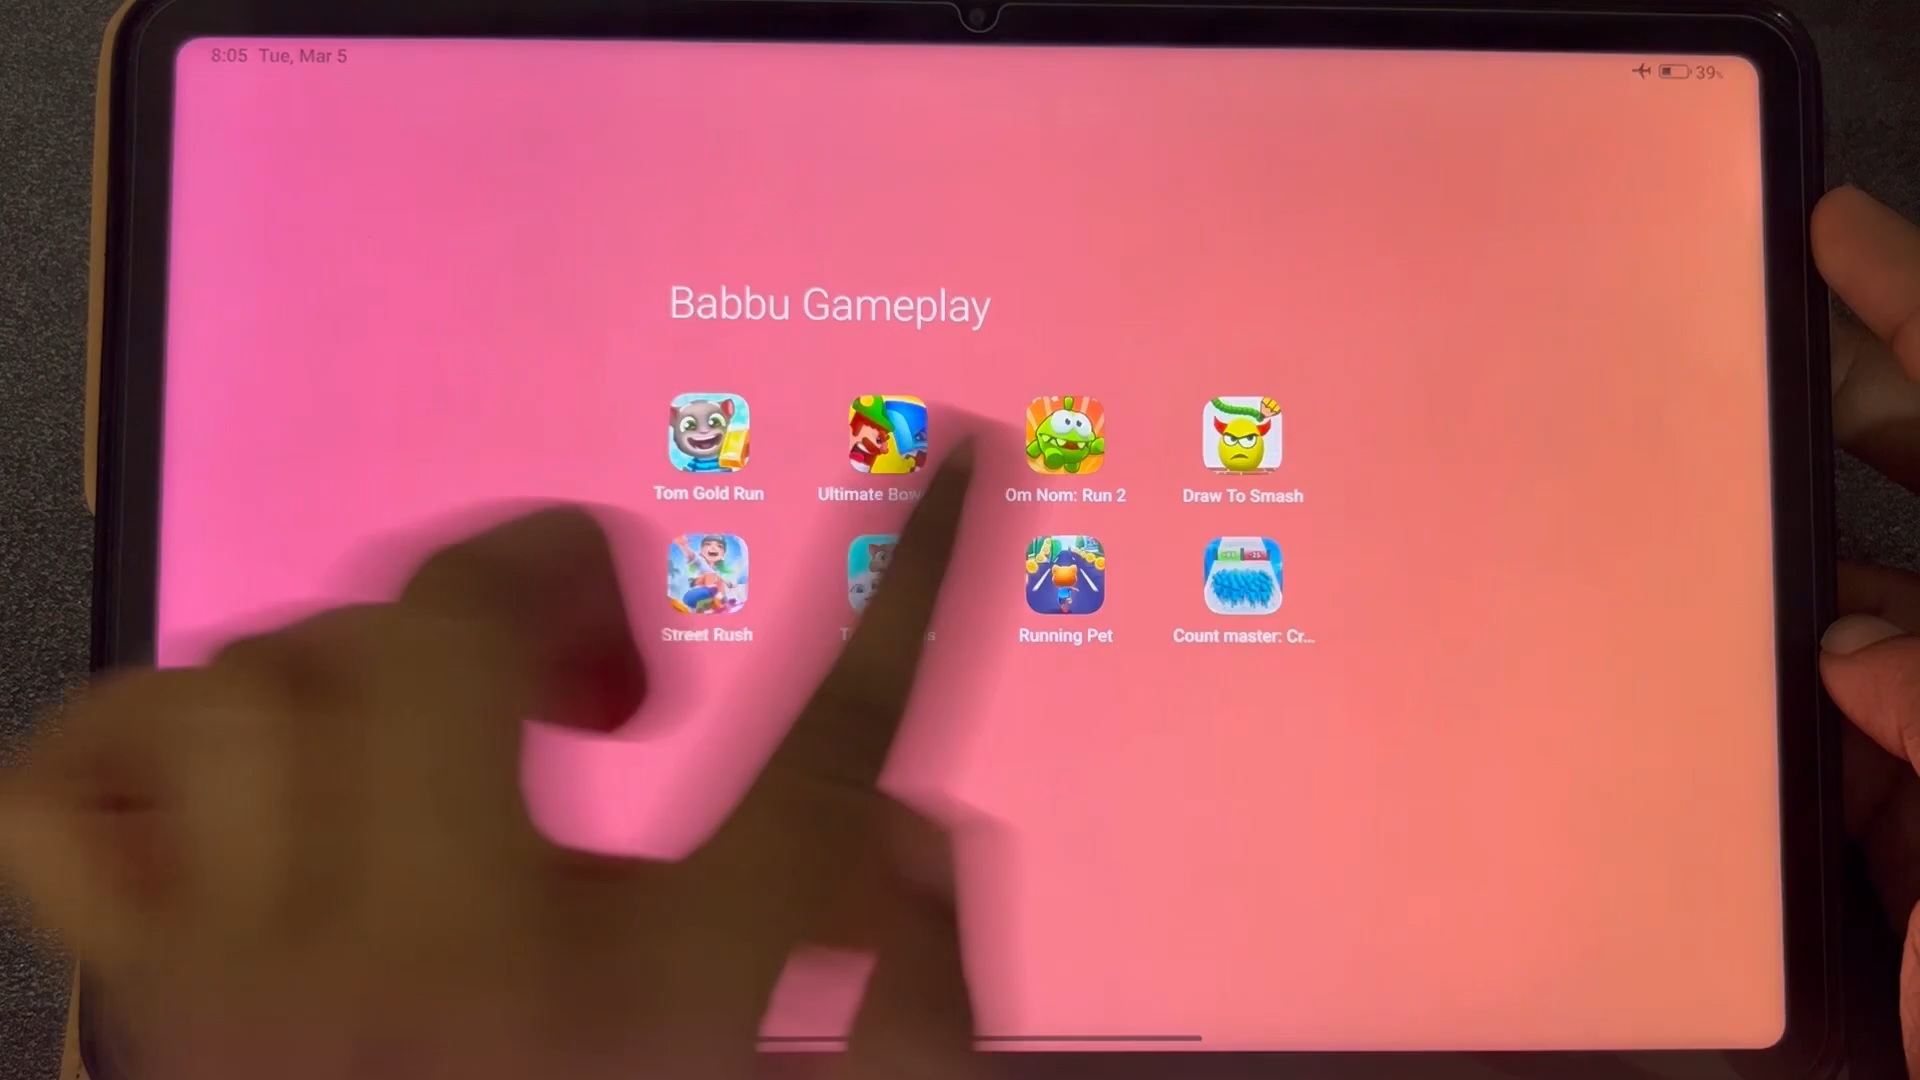 8:05 Tue, Mar 5
39%
Babbu Gameplay
Tom Gold Run
Ultimate
Om Nom: Run 2
Draw To Smash
Street Rush
Running Pet
Count master: Cr...